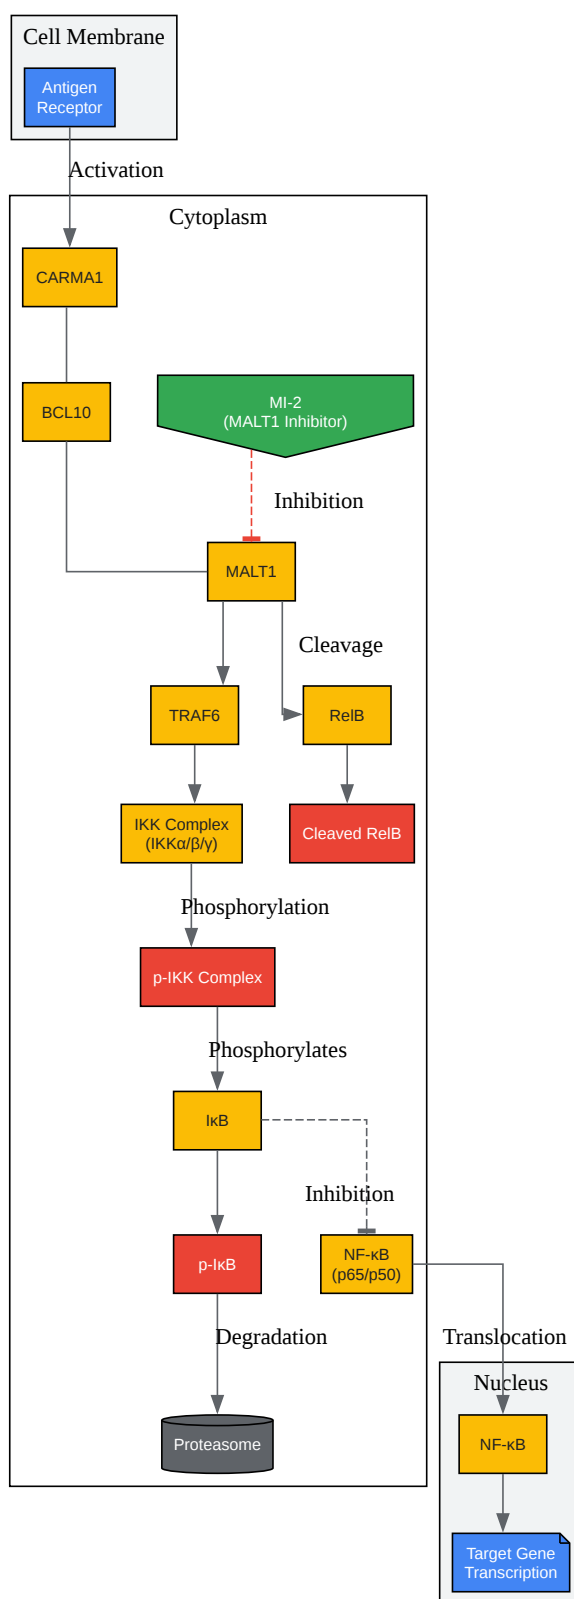 Cell Membrane
Antigen
Receptor
Activation
Cytoplasm
CARMA1
BCL10
MI-2
(MALT1 Inhibitor)
Inhibition
MALT1
Cleavage
TRAF6
RelB
IKK Complex
(IKKα/β/γ)
Cleaved RelB
Phosphorylation
p-IKK Complex
Phosphorylates
IκB
Inhibition
p-IκB
NF-κB
(p65/p50)
Degradation
Translocation
Nucleus
Proteasome
NF-κB
Target Gene
Transcription